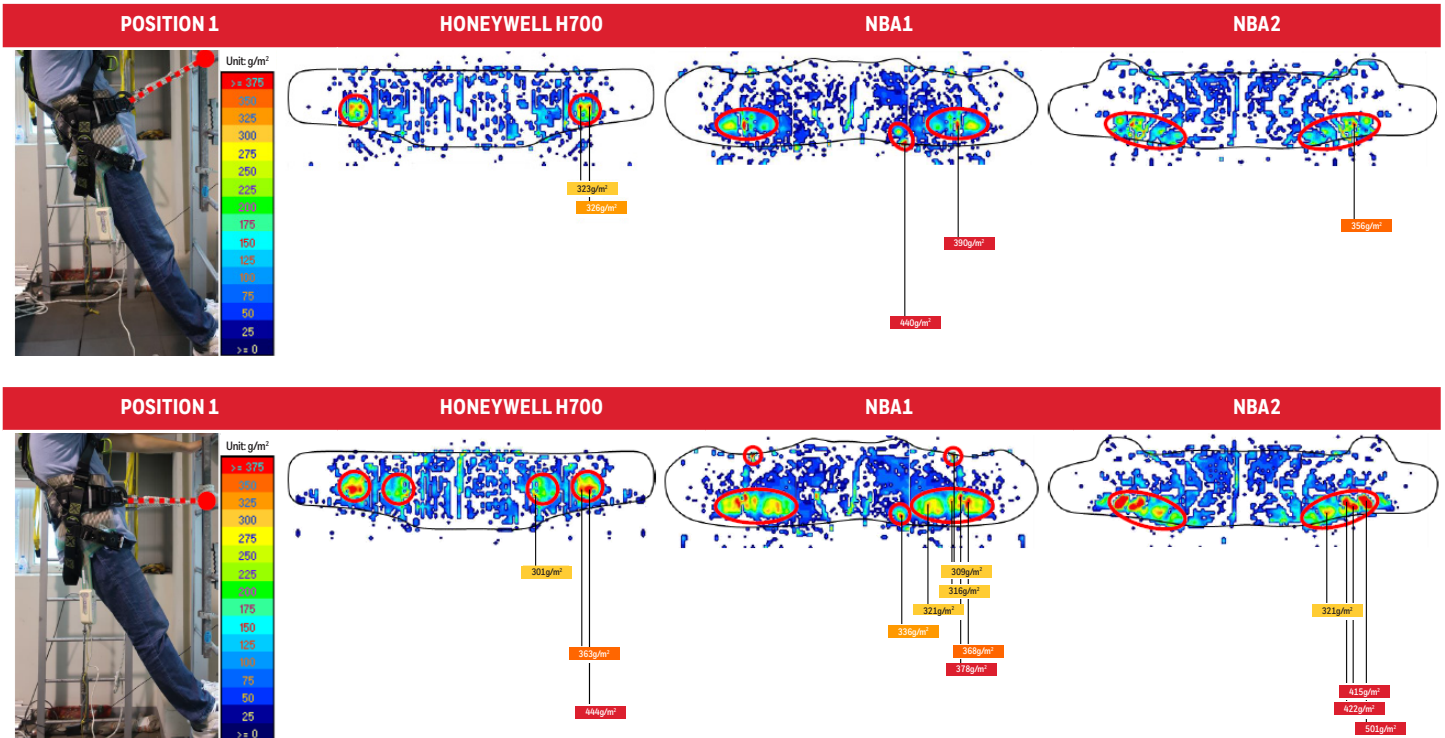 POSITION 1 HONEYWELL H700 NBA1 NBA2
Unit: g/m²
>= 375
350
325
300
275
250
225
200
175
150
125
100
75
50
25
>= 0
323g/m²
326g/m²
440g/m²
390g/m²
356g/m²
POSITION 1 HONEYWELL H700 NBA1 NBA2
Unit: g/m²
>= 375
350
325
300
275
250
225
200
175
150
125
100
75
50
25
>= 0
301g/m²
363g/m²
444g/m²
309g/m²
316g/m²
321g/m²
336g/m²
368g/m²
378g/m²
321g/m²
415g/m²
422g/m²
501g/m²